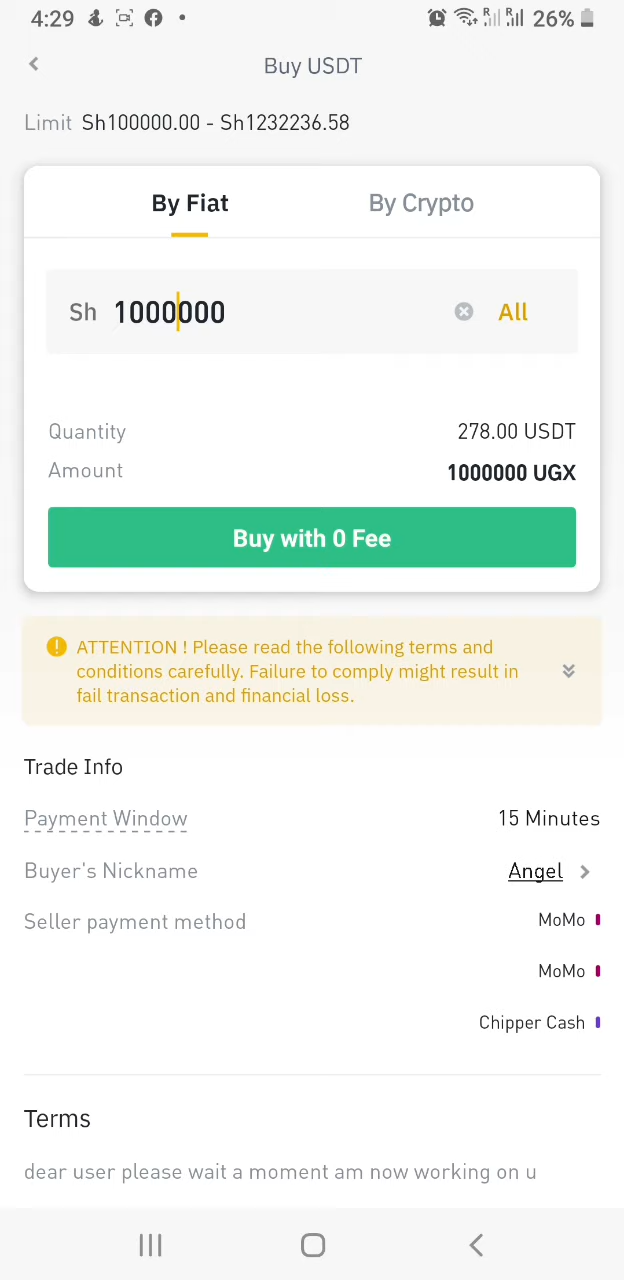 4:29
R R 26%
Buy USDT
Limit Sh100000.00 - Sh1232236.58
By Fiat By Crypto
Sh 1000000 All
Quantity 278.00 USDT
Amount 1000000 UGX
Buy with 0 Fee
ATTENTION ! Please read the following terms and
conditions carefully. Failure to comply might result in
fail transaction and financial loss.
Trade Info
Payment Window 15 Minutes
Buyer's Nickname Angel
Seller payment method MoMo
MoMo
Chipper Cash
Terms
dear user please wait a moment am now working on u